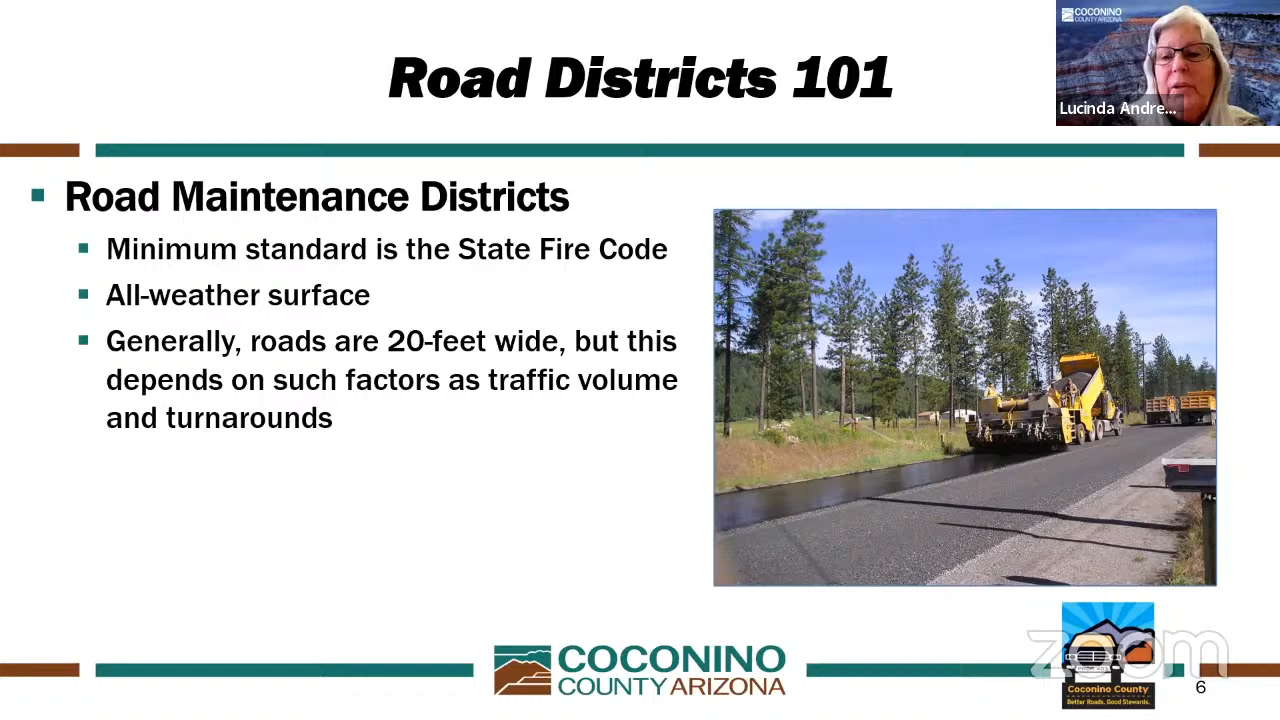 Road Districts 101
COCONINO
COUNTY ARIZONA
Lucinda Andre...
Road Maintenance Districts
Minimum standard is the State Fire Code
All-weather surface
Generally, roads are 20-feet wide, but this
depends on such factors as traffic volume
and turnarounds
COCONINO
COUNTY ARIZONA
zoom
Coconino County
Better Roads, Good Stewards.
6